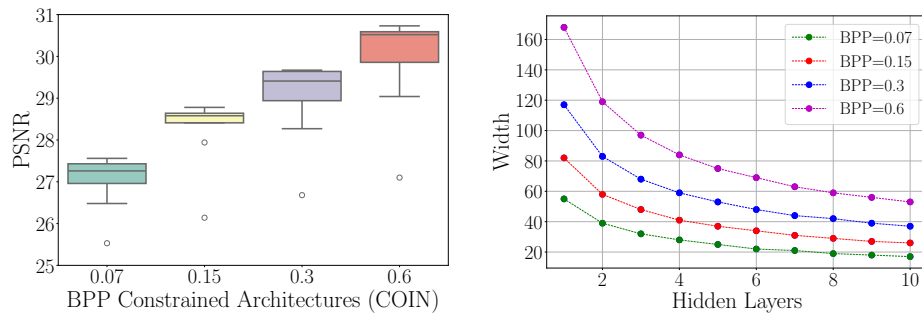 31
30
29
28
27
26
25
PSNR
0.07 0.15 0.3 0.6
BPP Constrained Architectures (COIN)
160
140
120
100
80
60
40
20
Width
2 4 6 8 10
Hidden Layers
BPP=0.07
BPP=0.15
BPP=0.3
BPP=0.6